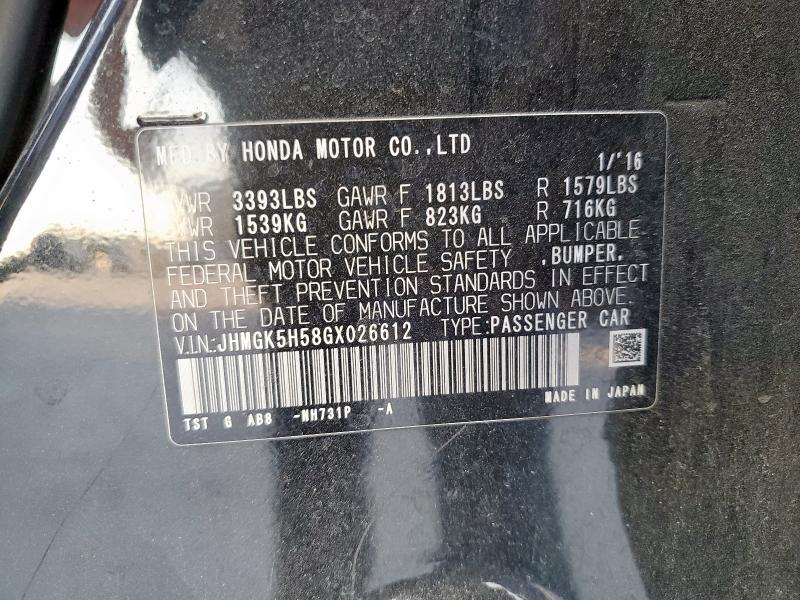 MFD. BY HONDA MOTOR CO.,LTD
1/'16
3393LBS GAWR F 1813LBS R 1579LBS
1539KG GAWR F 823KG R 716KG
THIS VEHICLE CONFORMS TO ALL APPLICABLE
FEDERAL MOTOR VEHICLE SAFETY ,BUMPER,
AND THEFT PREVENTION STANDARDS IN EFFECT
ON THE DATE OF MANUFACTURE SHOWN ABOVE.
V.I.N.:JHMGK5H58GX026612 TYPE:PASSENGER CAR
MADE IN JAPAN
TST G AB8 -NH731P -A